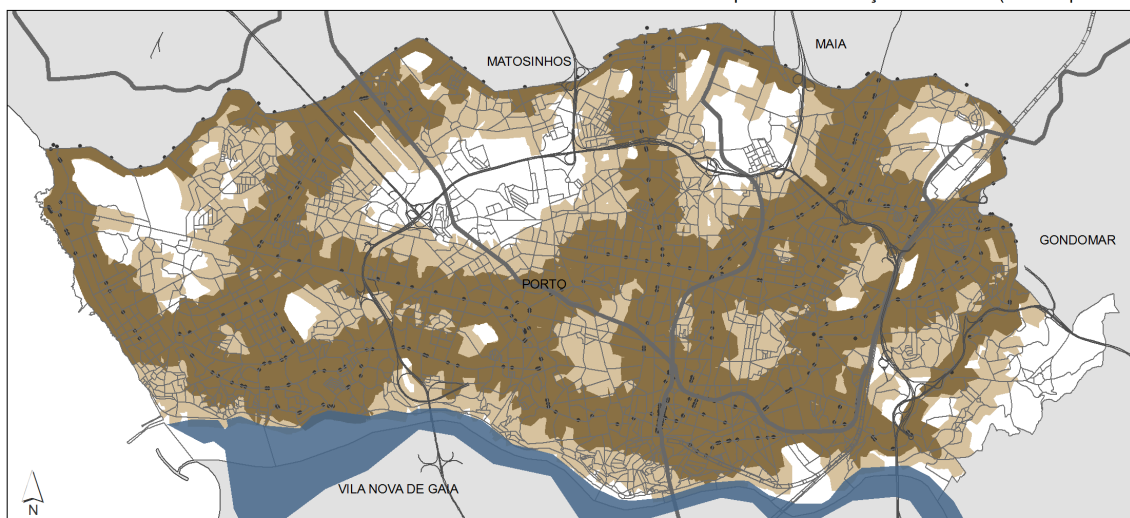 MAIA
MATOSINHOS
GONDOMAR
PORTO
VILA NOVA DE GAIA
N